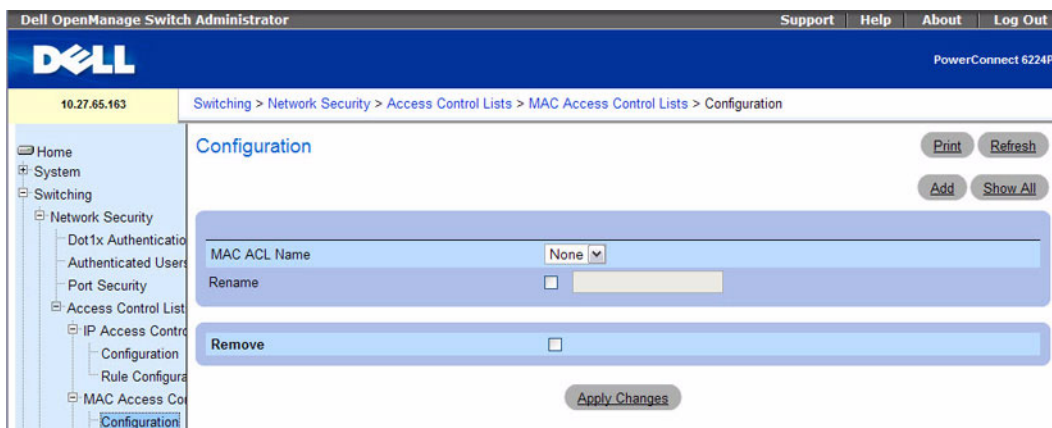 Dell OpenManage Switch Administrator
Support Help About Log Out
DELL
PowerConnect 6224P
10.27.65.163
Switching > Network Security > Access Control Lists > MAC Access Control Lists > Configuration
Home
System
Switching
Network Security
Dot1x Authenticatio
Authenticated Users
Port Security
Access Control List
IP Access Contro
Configuration
Rule Configura
MAC Access Co
Configuration
Configuration
Print Refresh
Add Show All
MAC ACL Name None
Rename
Remove
Apply Changes